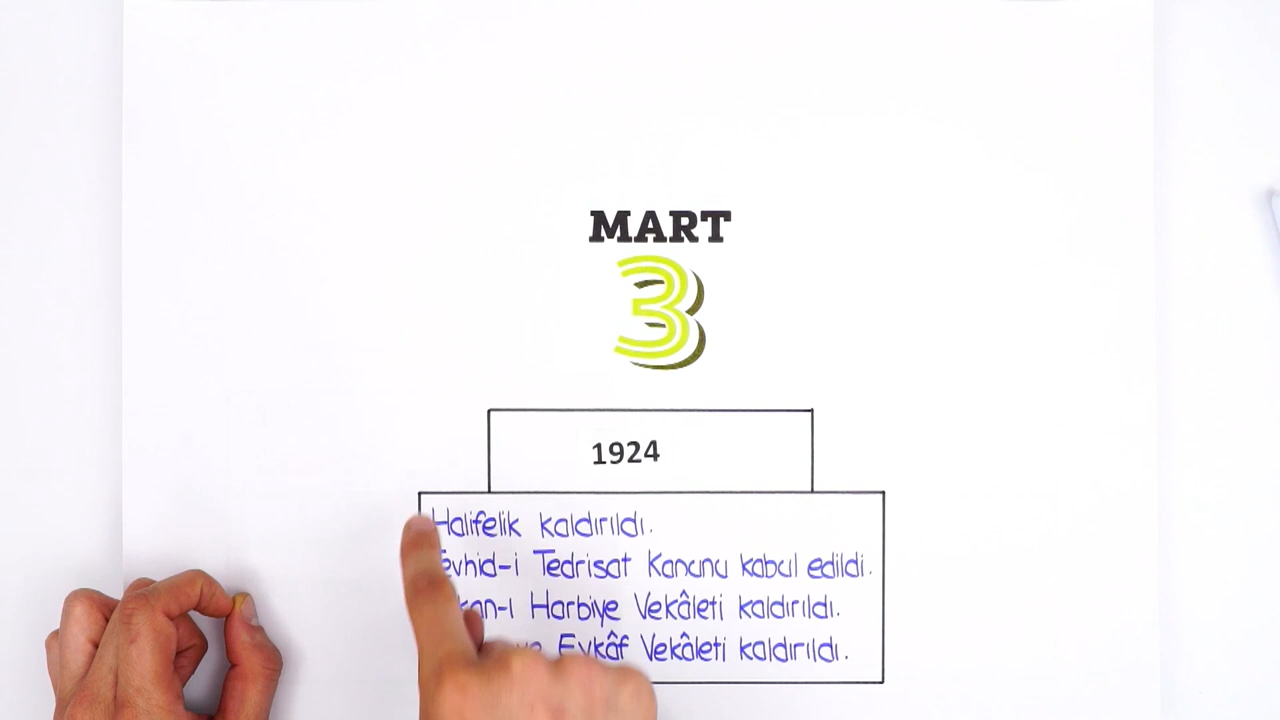 MART
3
1924
Halifelik kaldırıldı.
Tedrisat Kanunu kabul edildi.
Harbiye Vekâleti kaldırıldı.
Evkâf Vekâleti kaldırıldı.